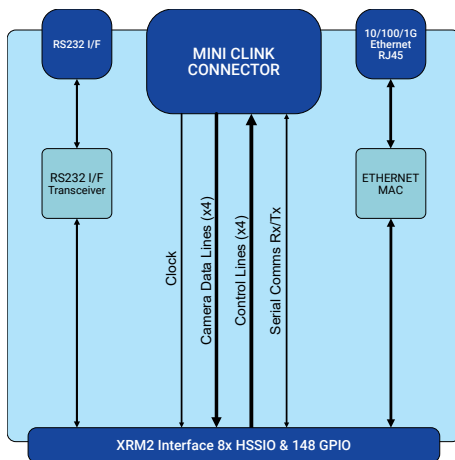 RS232 I/F
MINI CLINK
CONNECTOR
10/100/1G
Ethernet
RJ45
RS232 I/F
Transceiver
ETHERNET
MAC
Clock
Camera Data Lines (x4)
Control Lines (x4)
Serial Comms Rx/Tx
XRM2 Interface 8x HSSIO & 148 GPIO